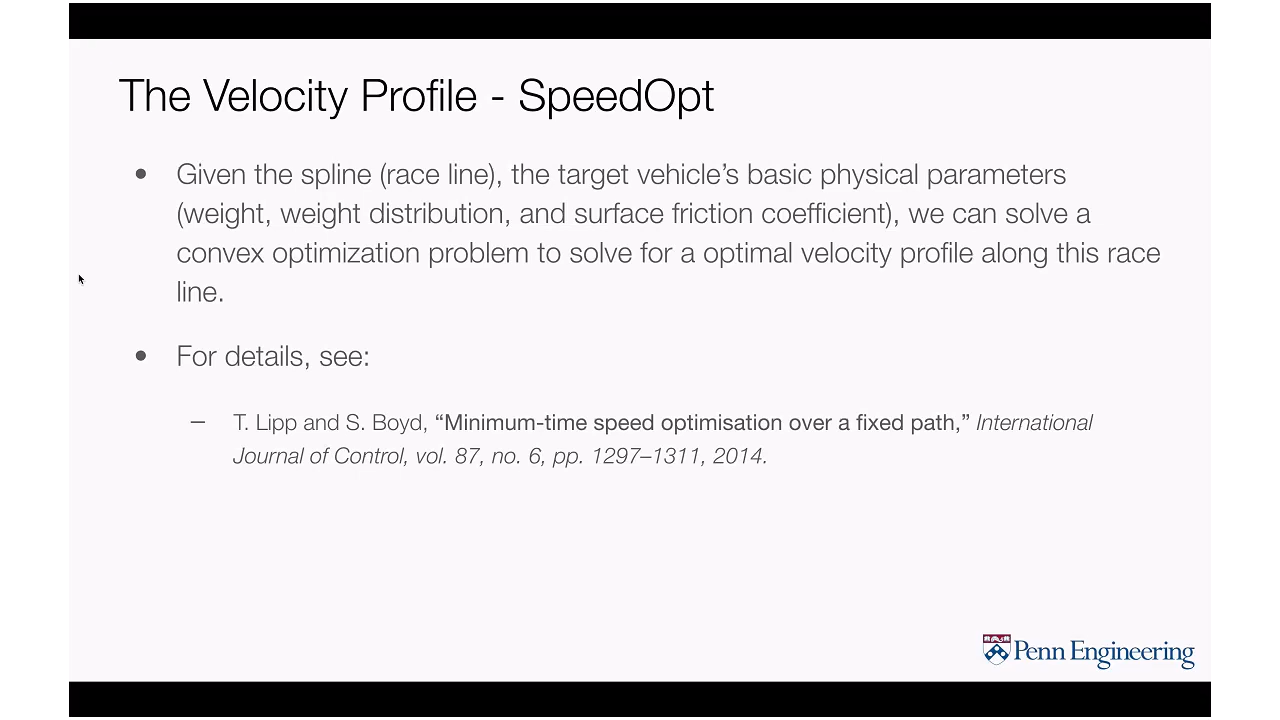 The Velocity Profile - SpeedOpt
• Given the spline (race line), the target vehicle’s basic physical parameters
(weight, weight distribution, and surface friction coefficient), we can solve a
convex optimization problem to solve for a optimal velocity profile along this race
line.
• For details, see:
– T. Lipp and S. Boyd, “Minimum-time speed optimisation over a fixed path,” International
Journal of Control, vol. 87, no. 6, pp. 1297–1311, 2014.
Penn Engineering